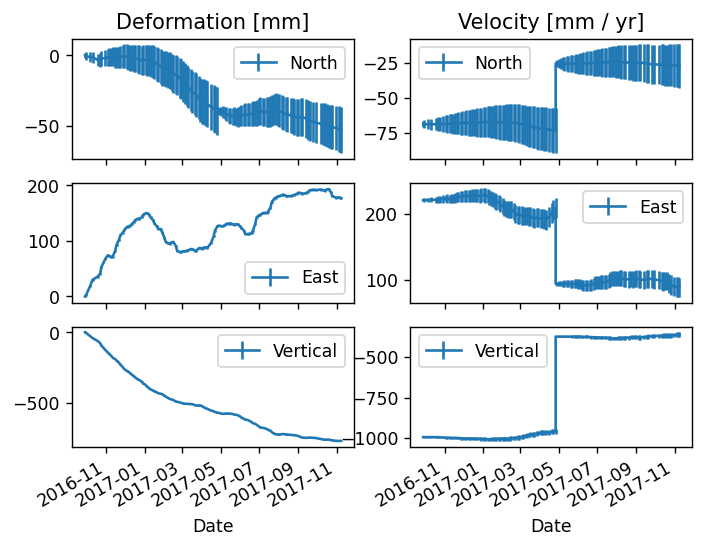 Deformation [mm]
Velocity [mm / yr]
0
−50
North
−25
−50
−75
North
200
100
0
East
200
100
East
0
−500
Vertical
−500
−750
−1000
Vertical
2016-11
2017-01
2017-03
2017-05
2017-07
2017-09
2017-11
2016-11
2017-01
2017-03
2017-05
2017-07
2017-09
2017-11
Date
Date